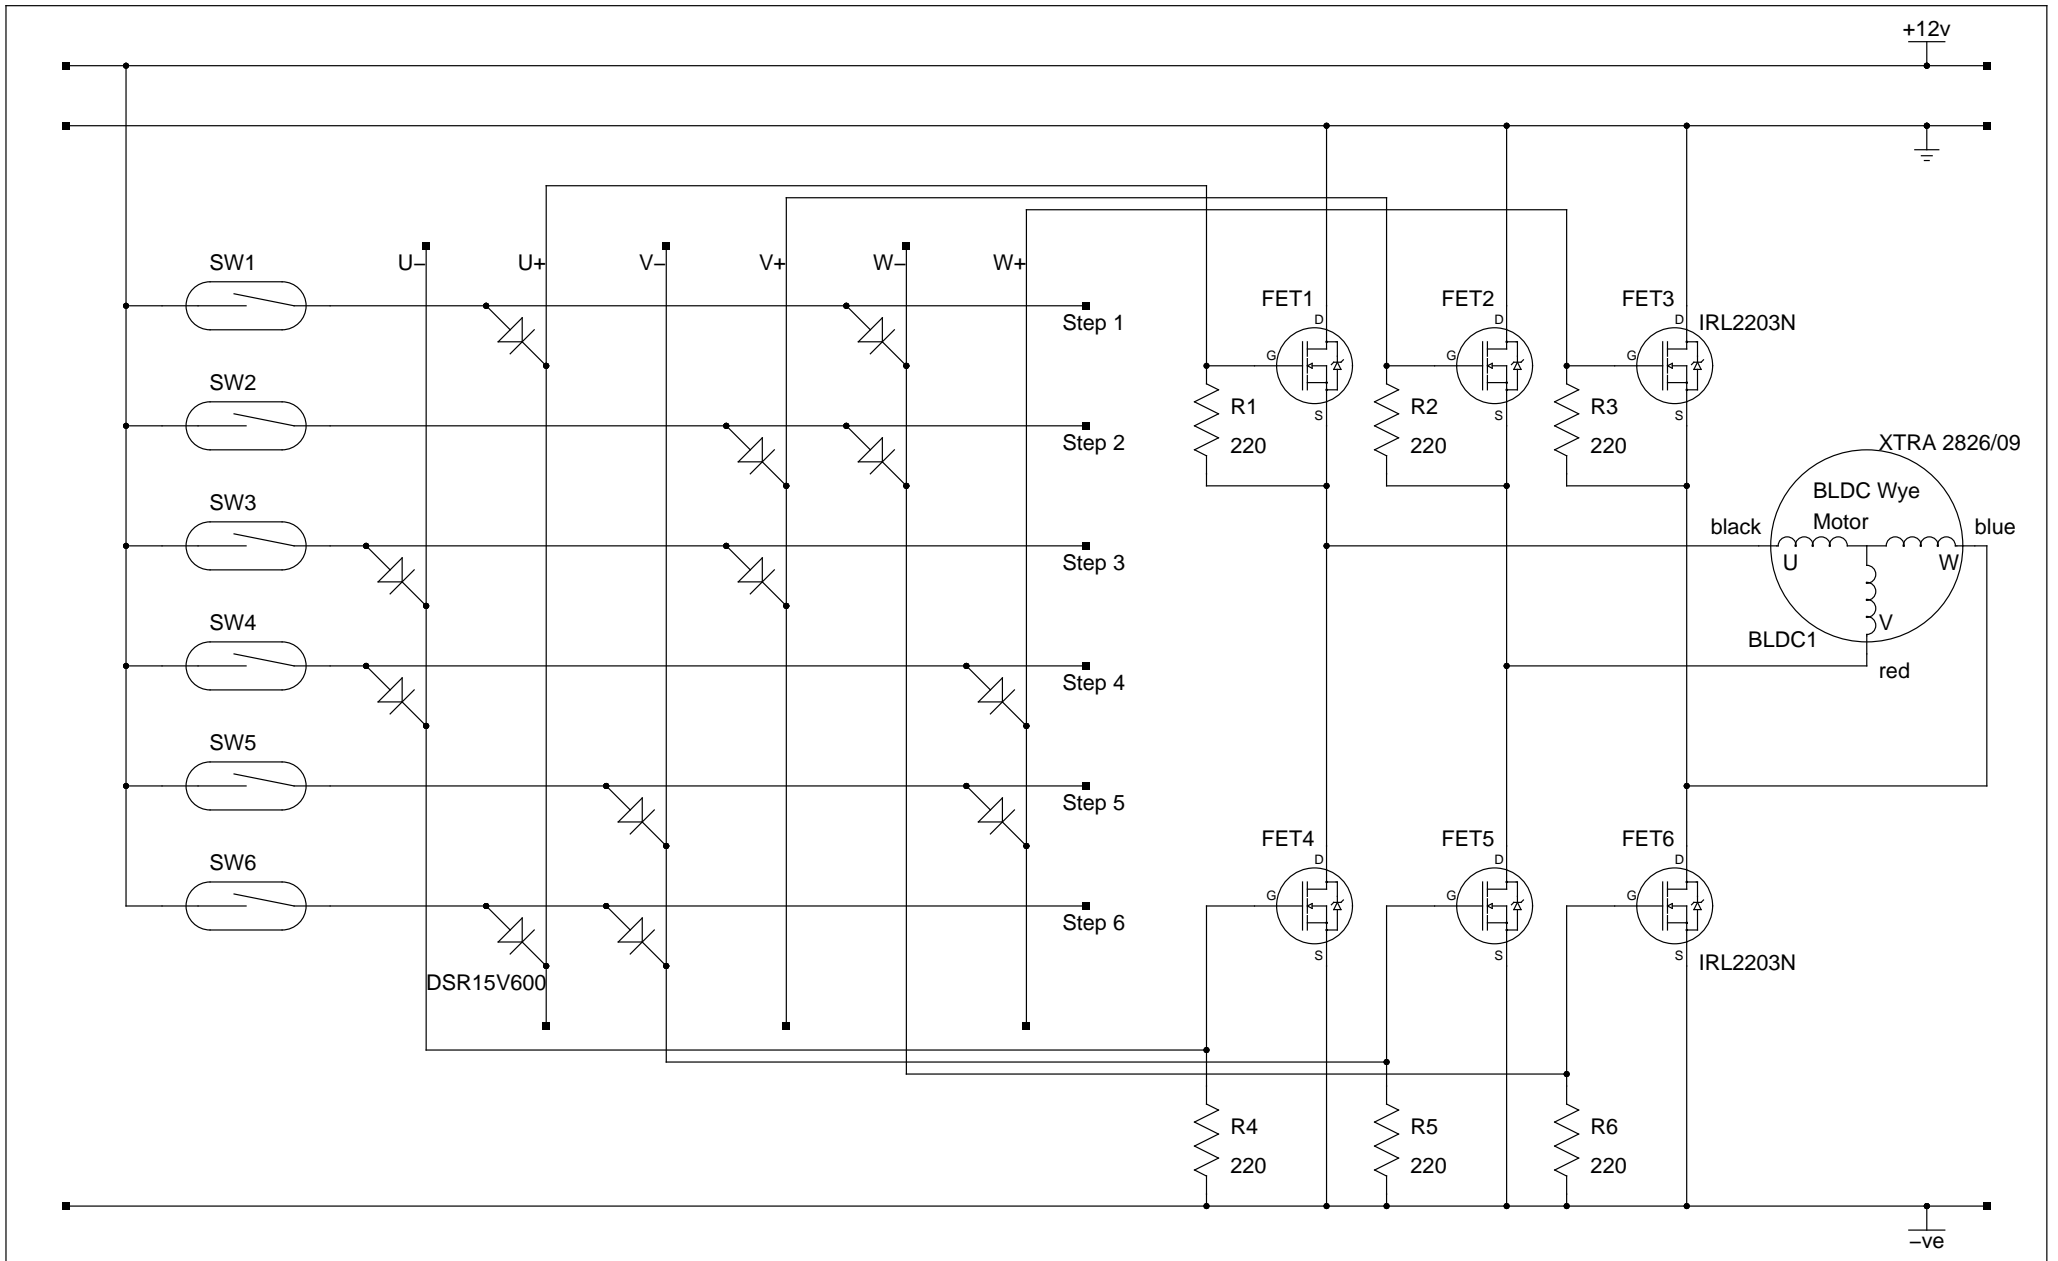 +12v
SW1
U–
U+
V–
V+
W–
W+
Step 1
SW2
Step 2
SW3
Step 3
SW4
Step 4
SW5
Step 5
SW6
Step 6
DSR15V600
FET1
D
G
S
R1
220
FET2
D
G
S
R2
220
FET3
D
IRL2203N
G
S
R3
220
XTRA 2826/09
BLDC Wye
Motor
black
blue
U
W
V
BLDC1
red
FET4
D
G
S
FET5
D
G
S
FET6
D
G
S
IRL2203N
R4
220
R5
220
R6
220
–ve